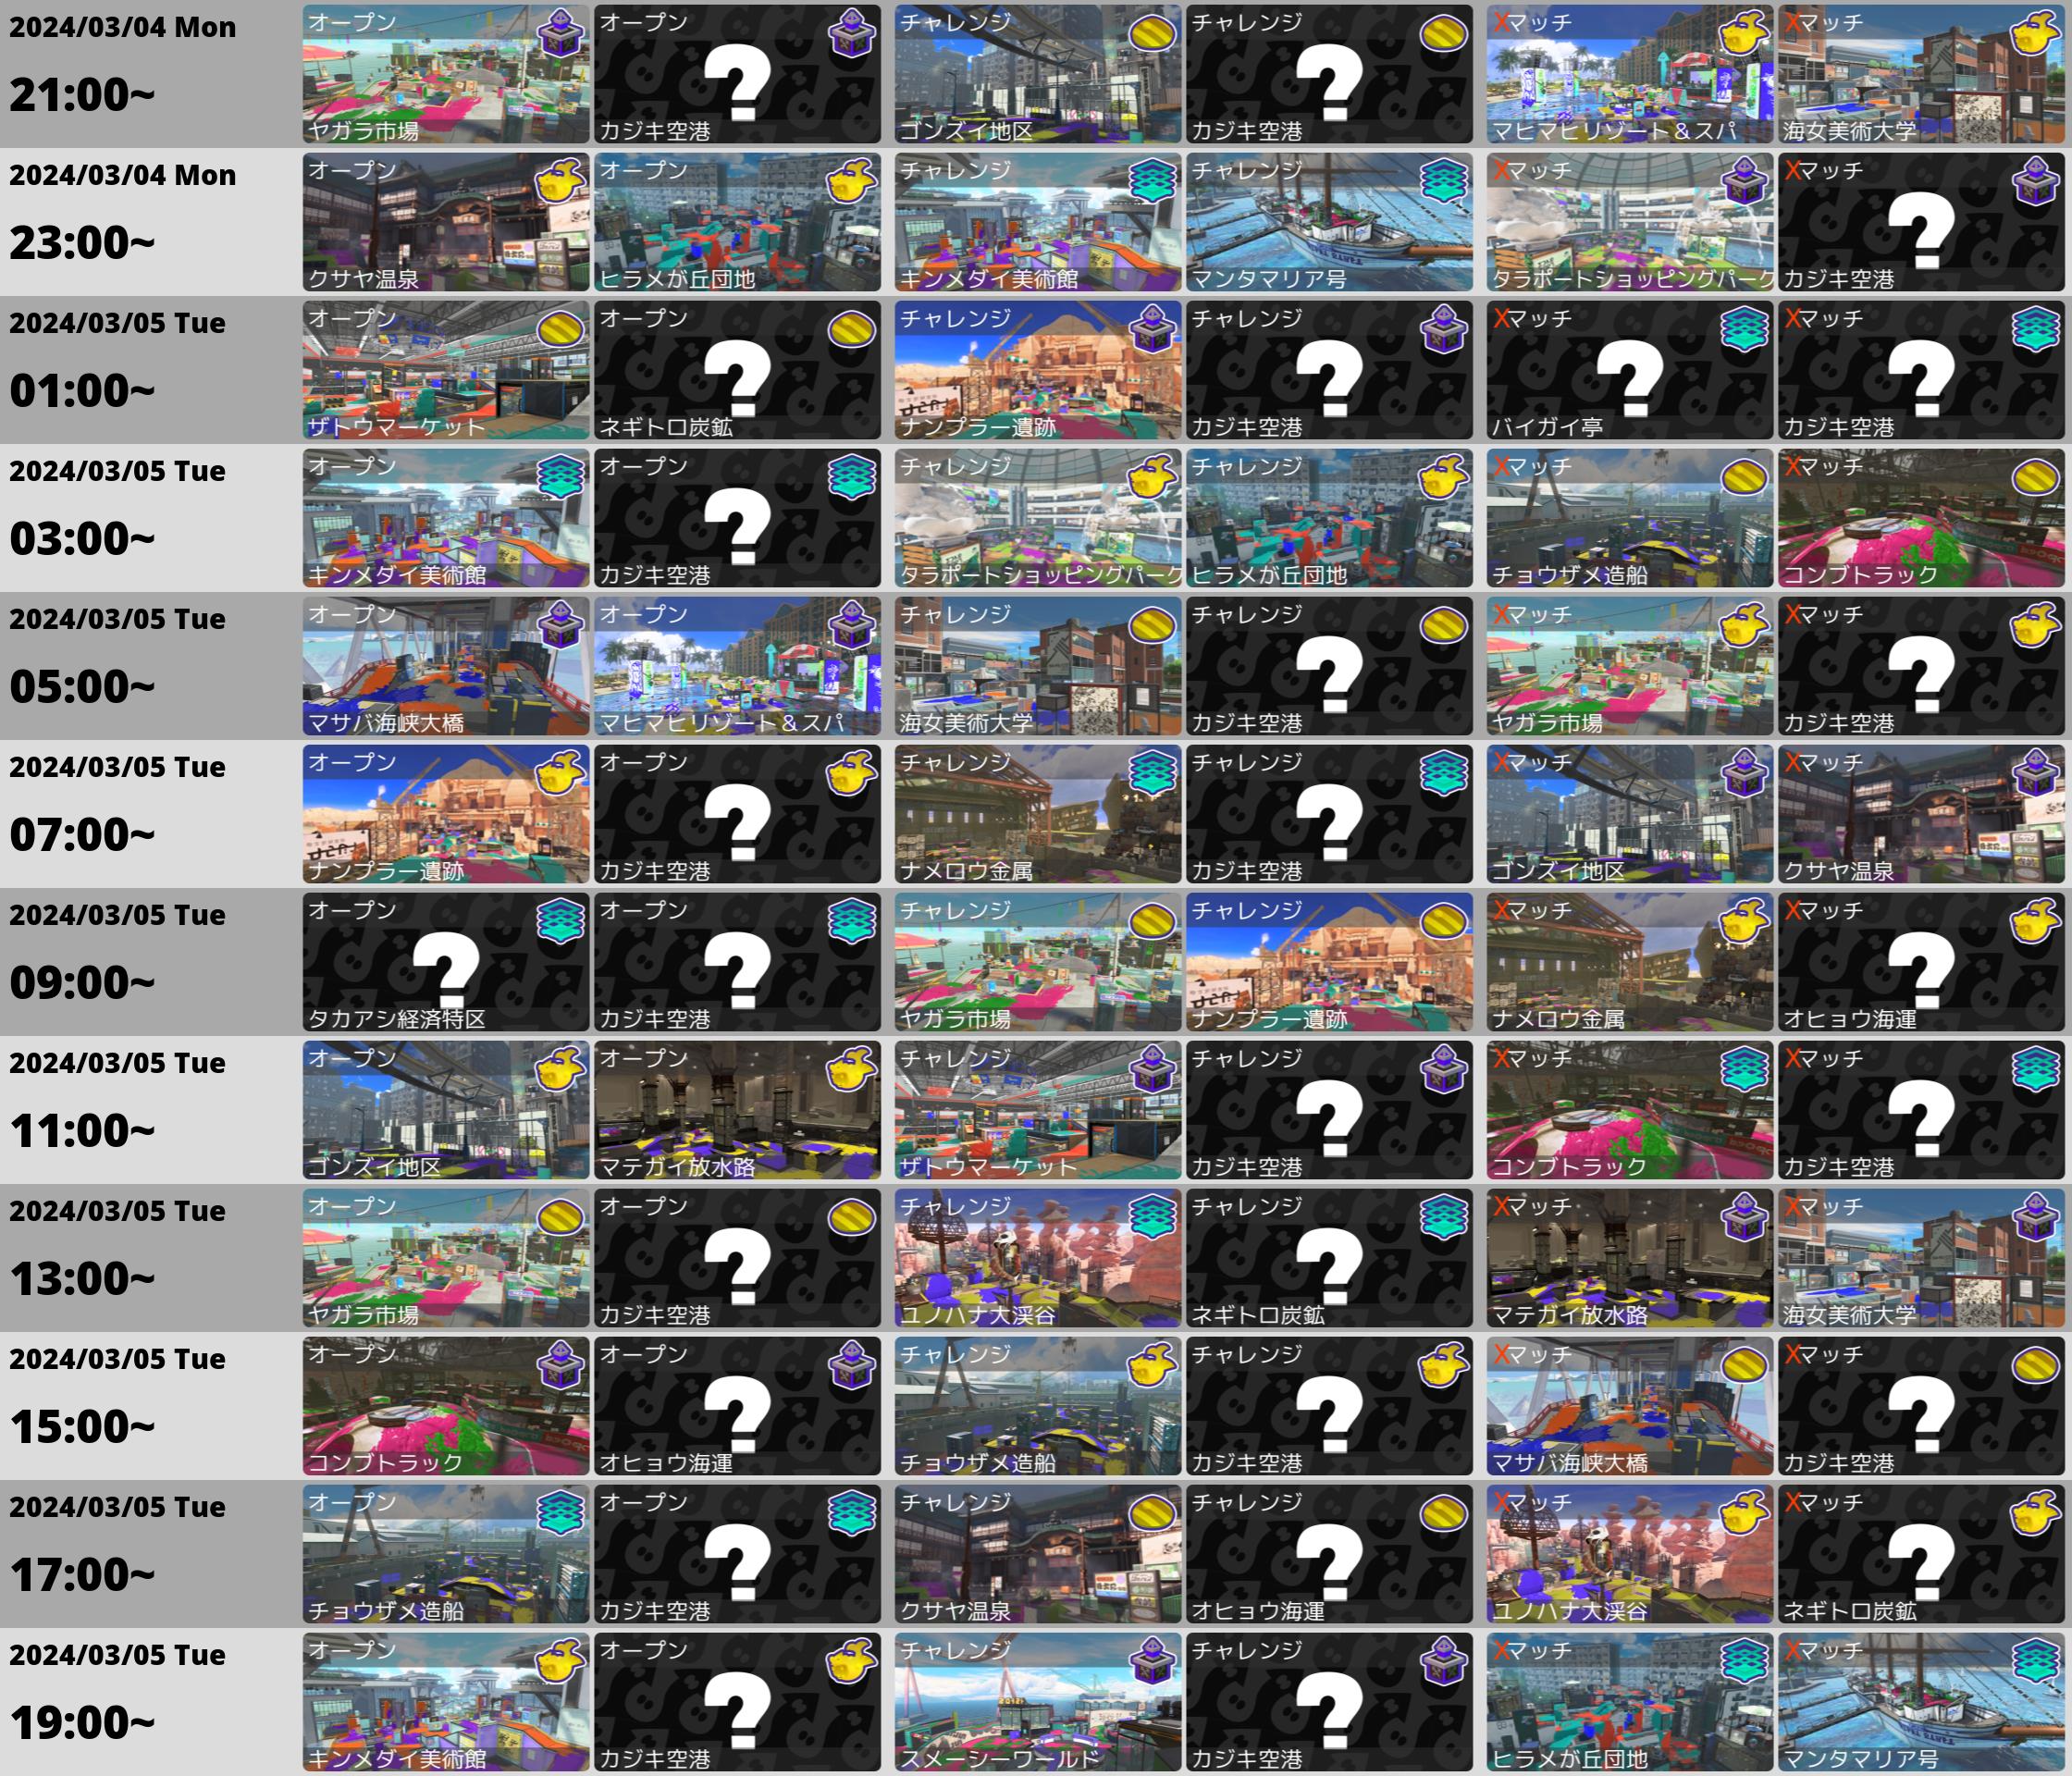 2024/03/04 Mon
21:00~
オープン
ヤガラ市場
オープン
カジキ空港
チャレンジ
ゴンズイ地区
チャレンジ
カジキ空港
Xマッチ
マヒマヒリゾート＆スパ
Xマッチ
海女美術大学
2024/03/04 Mon
23:00~
オープン
クサヤ温泉
オープン
ヒラメが丘団地
チャレンジ
キンメダイ美術館
チャレンジ
マンタマリア号
Xマッチ
タラポートショッピングパーク
Xマッチ
カジキ空港
2024/03/05 Tue
01:00~
オープン
ザトウマーケット
オープン
ネギトロ炭鉱
チャレンジ
ナンプラー遺跡
チャレンジ
カジキ空港
Xマッチ
バイガイ亭
Xマッチ
カジキ空港
2024/03/05 Tue
03:00~
オープン
キンメダイ美術館
オープン
カジキ空港
チャレンジ
タラポートショッピングパーク
チャレンジ
ヒラメが丘団地
Xマッチ
チョウザメ造船
Xマッチ
コンブトラック
2024/03/05 Tue
05:00~
オープン
マサバ海峡大橋
オープン
マヒマヒリゾート＆スパ
チャレンジ
海女美術大学
チャレンジ
カジキ空港
Xマッチ
ヤガラ市場
Xマッチ
カジキ空港
2024/03/05 Tue
07:00~
オープン
ナンプラー遺跡
オープン
カジキ空港
チャレンジ
ナメロウ金属
チャレンジ
カジキ空港
Xマッチ
ゴンズイ地区
Xマッチ
クサヤ温泉
2024/03/05 Tue
09:00~
オープン
タカアシ経済特区
オープン
カジキ空港
チャレンジ
ヤガラ市場
チャレンジ
ナンプラー遺跡
Xマッチ
ナメロウ金属
Xマッチ
オヒョウ海運
2024/03/05 Tue
11:00~
オープン
ゴンズイ地区
オープン
マテガイ放水路
チャレンジ
ザトウマーケット
チャレンジ
カジキ空港
Xマッチ
コンブトラック
Xマッチ
カジキ空港
2024/03/05 Tue
13:00~
オープン
ヤガラ市場
オープン
カジキ空港
チャレンジ
ユノハナ大渓谷
チャレンジ
ネギトロ炭鉱
Xマッチ
マテガイ放水路
Xマッチ
海女美術大学
2024/03/05 Tue
15:00~
オープン
コンブトラック
オープン
オヒョウ海運
チャレンジ
チョウザメ造船
チャレンジ
カジキ空港
Xマッチ
マサバ海峡大橋
Xマッチ
カジキ空港
2024/03/05 Tue
17:00~
オープン
チョウザメ造船
オープン
カジキ空港
チャレンジ
クサヤ温泉
チャレンジ
オヒョウ海運
Xマッチ
ユノハナ大渓谷
Xマッチ
ネギトロ炭鉱
2024/03/05 Tue
19:00~
オープン
キンメダイ美術館
オープン
カジキ空港
チャレンジ
スメーシーワールド
チャレンジ
カジキ空港
Xマッチ
ヒラメが丘団地
Xマッチ
マンタマリア号